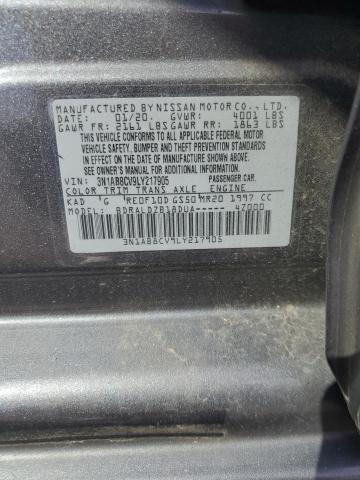 MANUFACTURED BY NISSAN MOTOR CO., LTD.
DATE: 01/20. GVWR: 4001 LBS
GAWR FR: 2161 LBS GAWR RR: 1863 LBS
THIS VEHICLE CONFORMS TO ALL APPLICABLE FEDERAL MOTOR
VEHICLE SAFETY, BUMPER AND THEFT PREVENTION STANDARDS
IN EFFECT ON THE DATE OF MANUFACTURE SHOWN ABOVE.
SEE OWNER'S MANUAL FOR ADDITIONAL INFORMATION.
VIN: 3N1AB8CV9LY217905 PASSENGER CAR
COLOR TRIM TRANS AXLE ENGINE
KAD G RE0F10D GS50 MR20 1997 CC
MODEL: BDRALDZB18DUA----- 47000
3N1AB8CV9LY217905